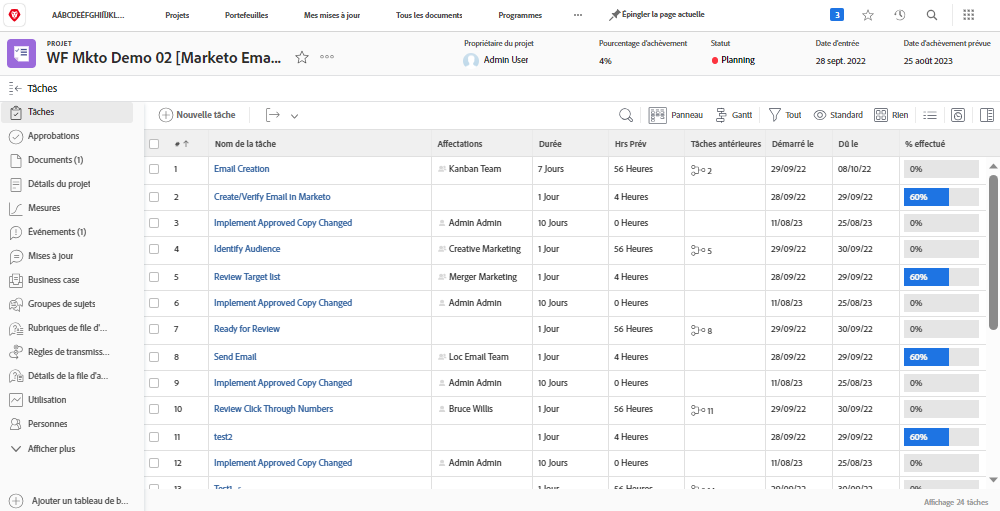 AÁBCDEÉFGHIÍÏJKL... Projets Portefeuilles Mes mises à jour Tous les documents Programmes ··· Épingler la page actuelle 3
PROJET
WF Mkto Demo 02 [Marketo Ema...
Propriétaire du projet Pourcentage d'achèvement Statut Date d'entrée Date d'achèvement prévue
Admin User 4% Planning 28 sept. 2022 25 août 2023
Tâches
Tâches
Approbations
Documents (1)
Détails du projet
Mesures
Événements (1)
Mises à jour
Business case
Groupes de sujets
Rubriques de file d'...
Règles de transmiss...
Détails de la file d'a...
Utilisation
Personnes
Afficher plus
Ajouter un tableau de b...
Nouvelle tâche Panneau Gantt Tout Standard Rien
# Nom de la tâche Affectations Durée Hrs Prév Tâches antérieures Démarré le Dû le % effectué
1 Email Creation Kanban Team 7 Jours 56 Heures 2 29/09/22 08/10/22 0%
2 Create/Verify Email in Marketo 1 Jour 4 Heures 28/09/22 29/09/22 60%
3 Implement Approved Copy Changed Admin Admin 10 Jours 0 Heures 11/08/23 25/08/23 0%
4 Identify Audience Creative Marketing 1 Jour 56 Heures 5 29/09/22 30/09/22 0%
5 Review Target list Merger Marketing 1 Jour 4 Heures 28/09/22 29/09/22 60%
6 Implement Approved Copy Changed Admin Admin 10 Jours 0 Heures 11/08/23 25/08/23 0%
7 Ready for Review 1 Jour 56 Heures 8 29/09/22 30/09/22 0%
8 Send Email Loc Email Team 1 Jour 4 Heures 28/09/22 29/09/22 60%
9 Implement Approved Copy Changed Admin Admin 10 Jours 0 Heures 11/08/23 25/08/23 0%
10 Review Click Through Numbers Bruce Willis 1 Jour 56 Heures 11 29/09/22 30/09/22 0%
11 test2 1 Jour 4 Heures 28/09/22 29/09/22 60%
12 Implement Approved Copy Changed Admin Admin 10 Jours 0 Heures 11/08/23 25/08/23 0%
13 1 Jour 56 Heures 29/09/22 30/09/22 0%
Affichage 24 tâches